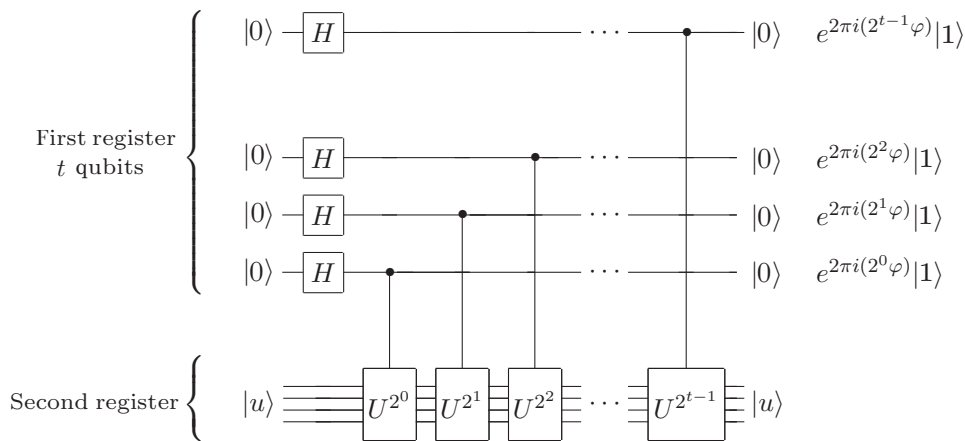 |0⟩ H ··· |0⟩ e^{2πi(2^{t−1}φ)}|1⟩
First register
t qubits
|0⟩ H ··· |0⟩ e^{2πi(2^2φ)}|1⟩
|0⟩ H ··· |0⟩ e^{2πi(2^1φ)}|1⟩
|0⟩ H ··· |0⟩ e^{2πi(2^0φ)}|1⟩
Second register |u⟩ U^{2^0} U^{2^1} U^{2^2} ··· U^{2^{t−1}} |u⟩